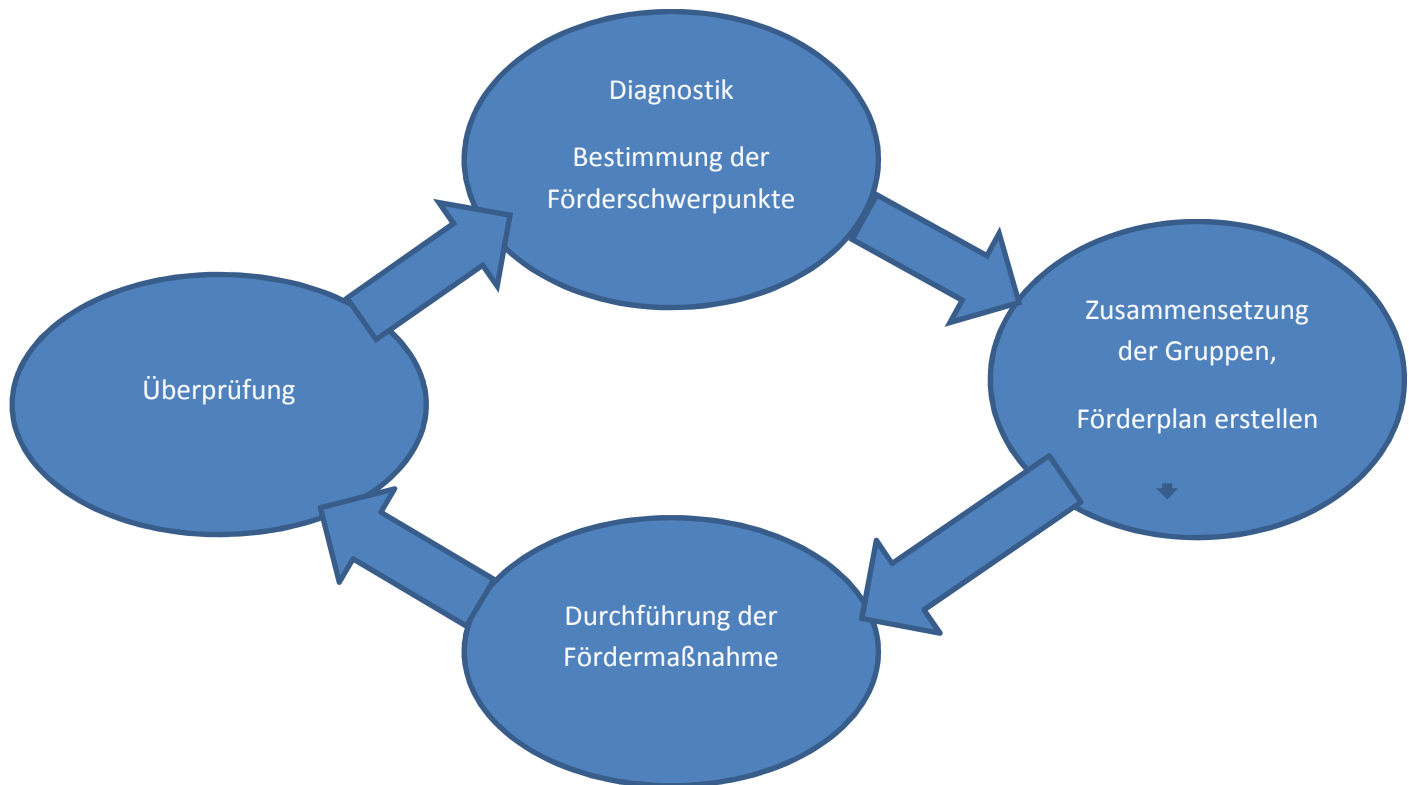 Diagnostik
Bestimmung der
Förderschwerpunkte
Zusammensetzung
der Gruppen,
Förderplan erstellen
Durchführung der
Fördermaßnahme
Überprüfung